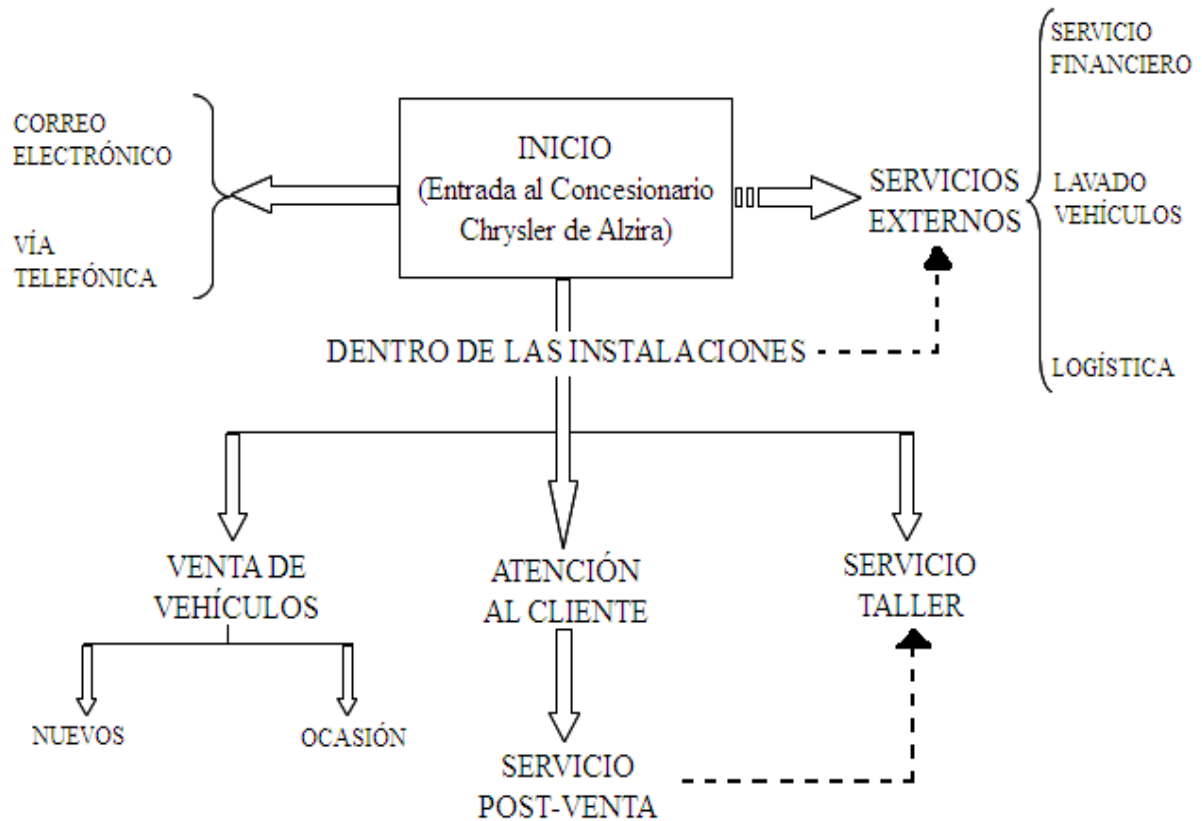 CORREO
ELECTRÓNICO
VÍA
TELEFÓNICA
INICIO
(Entrada al Concesionario
Chrysler de Alzira)
SERVICIOS
EXTERNOS
SERVICIO
FINANCIERO
LAVADO
VEHÍCULOS
LOGÍSTICA
DENTRO DE LAS INSTALACIONES
VENTA DE
VEHÍCULOS
NUEVOS
OCASIÓN
ATENCIÓN
AL CLIENTE
SERVICIO
POST-VENTA
SERVICIO
TALLER